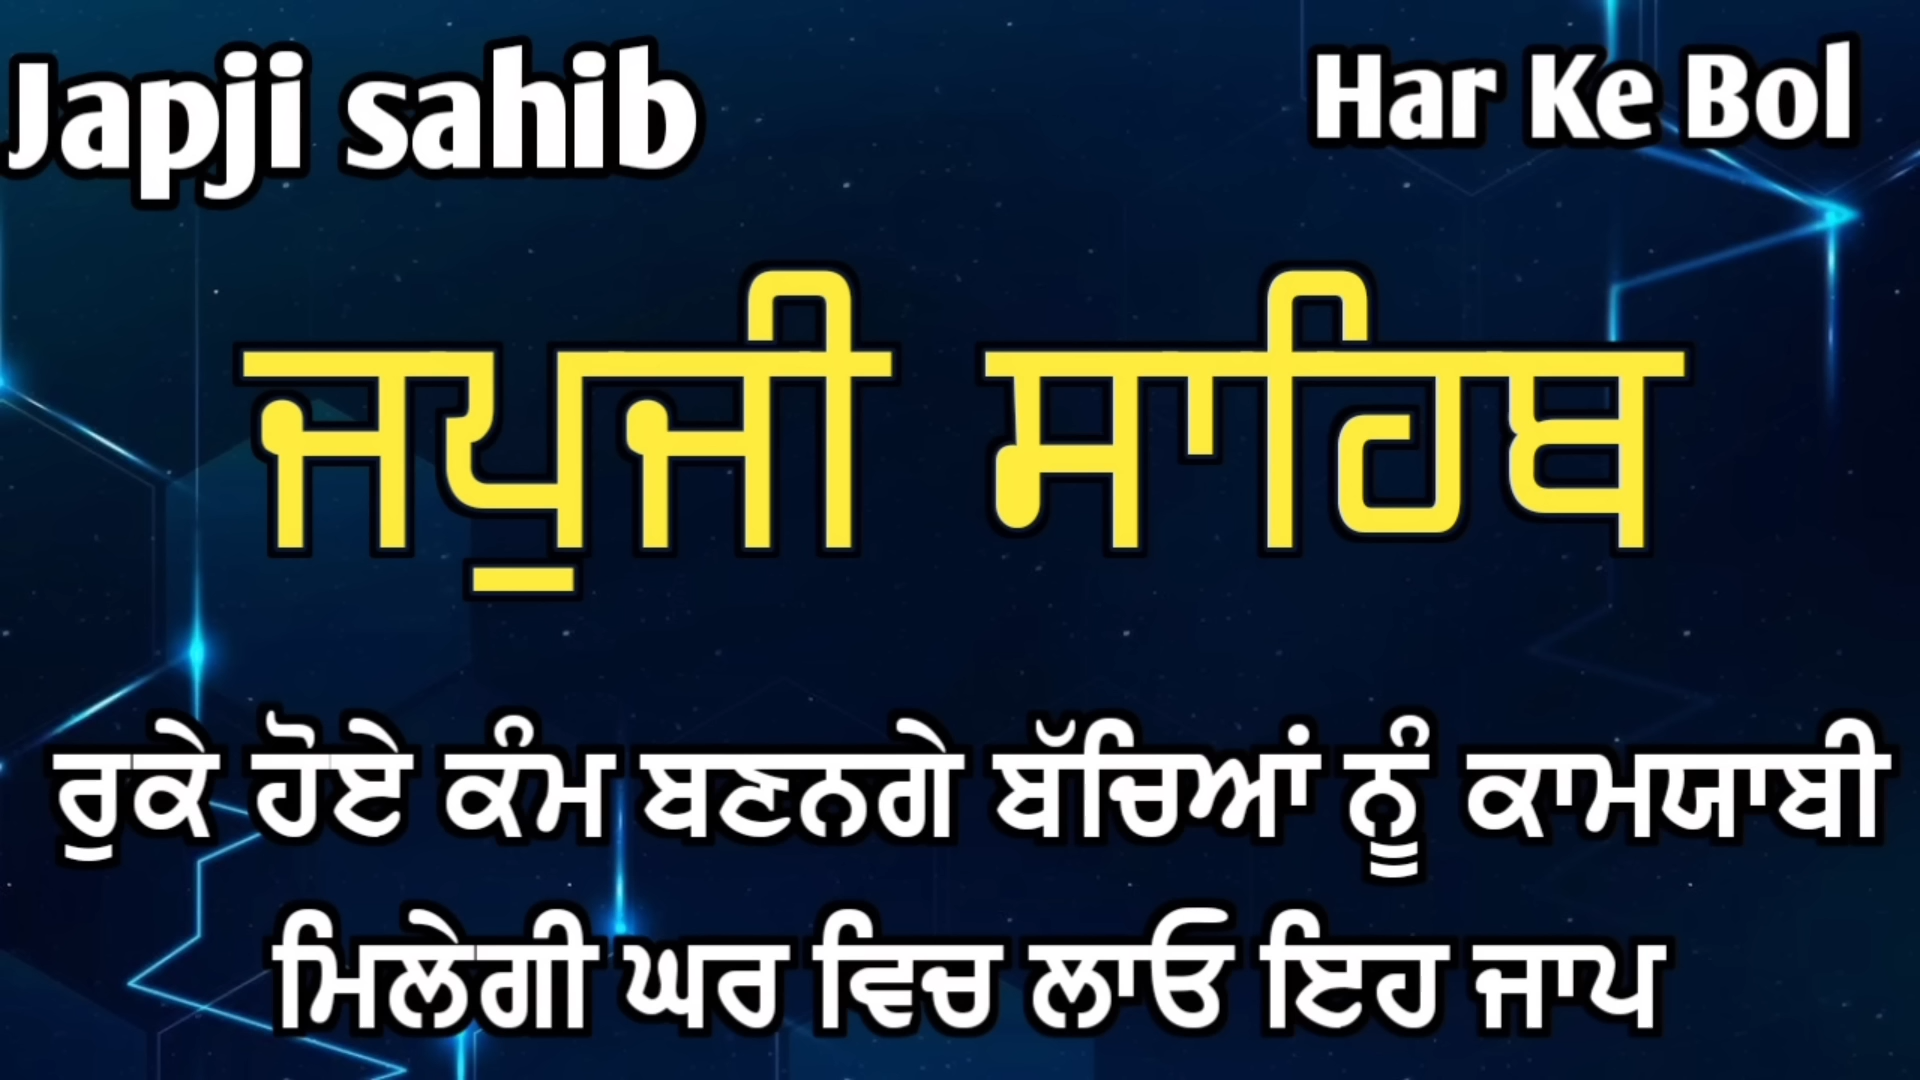 Japji sahib
Har Ke Bol
ਜਪੁਜੀ ਸਾਹਿਬ
ਰੁਕੇ ਹੋਏ ਕੰਮ ਬਣਨਗੇ ਬੱਚਿਆਂ ਨੂੰ ਕਾਮਯਾਬੀ
ਮਿਲੇਗੀ ਘਰ ਵਿਚ ਲਾਓ ਇਹ ਜਾਪ